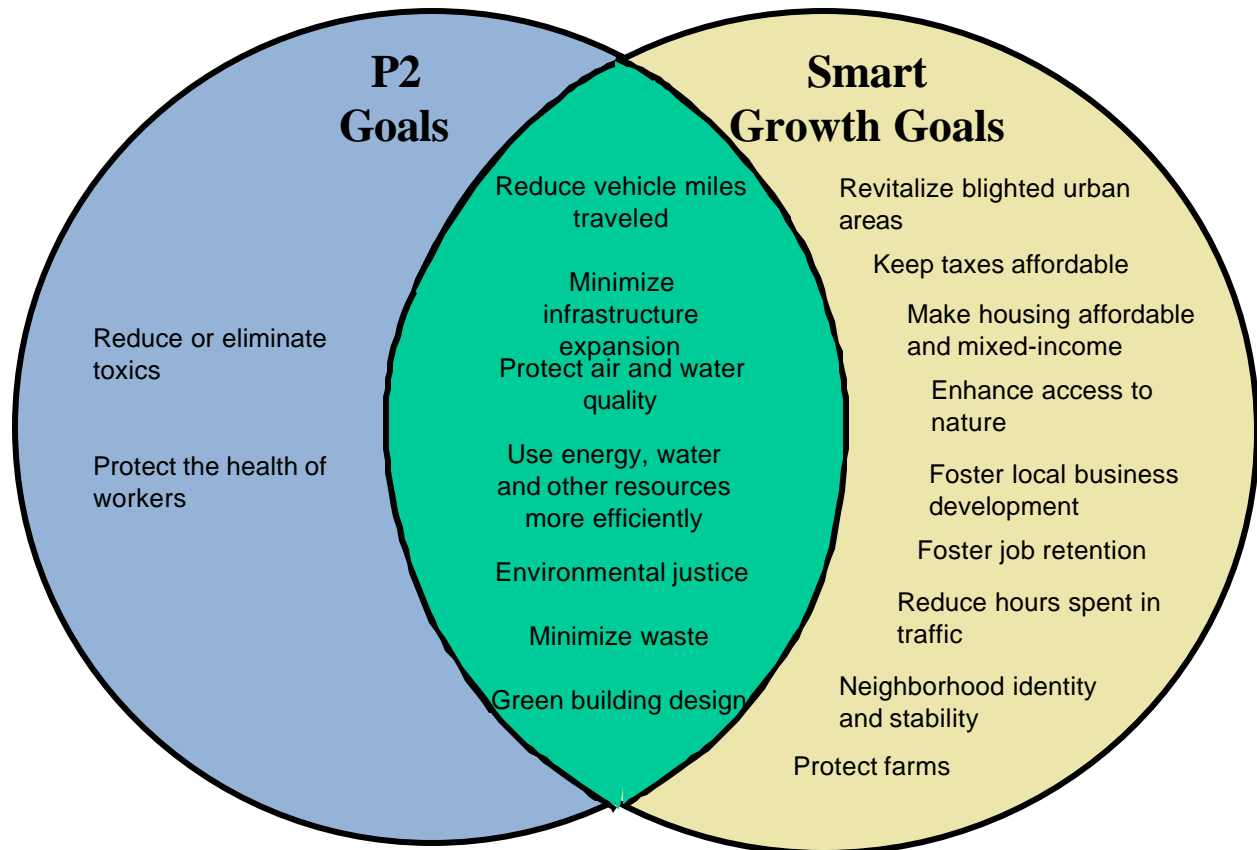 P2
Goals
Reduce or eliminate
toxics
Protect the health of
workers
Reduce vehicle miles
traveled
Minimize
infrastructure
expansion
Protect air and water
quality
Use energy, water
and other resources
more efficiently
Environmental justice
Minimize waste
Green building design
Smart
Growth Goals
Revitalize blighted urban
areas
Keep taxes affordable
Make housing affordable
and mixed-income
Enhance access to
nature
Foster local business
development
Foster job retention
Reduce hours spent in
traffic
Neighborhood identity
and stability
Protect farms